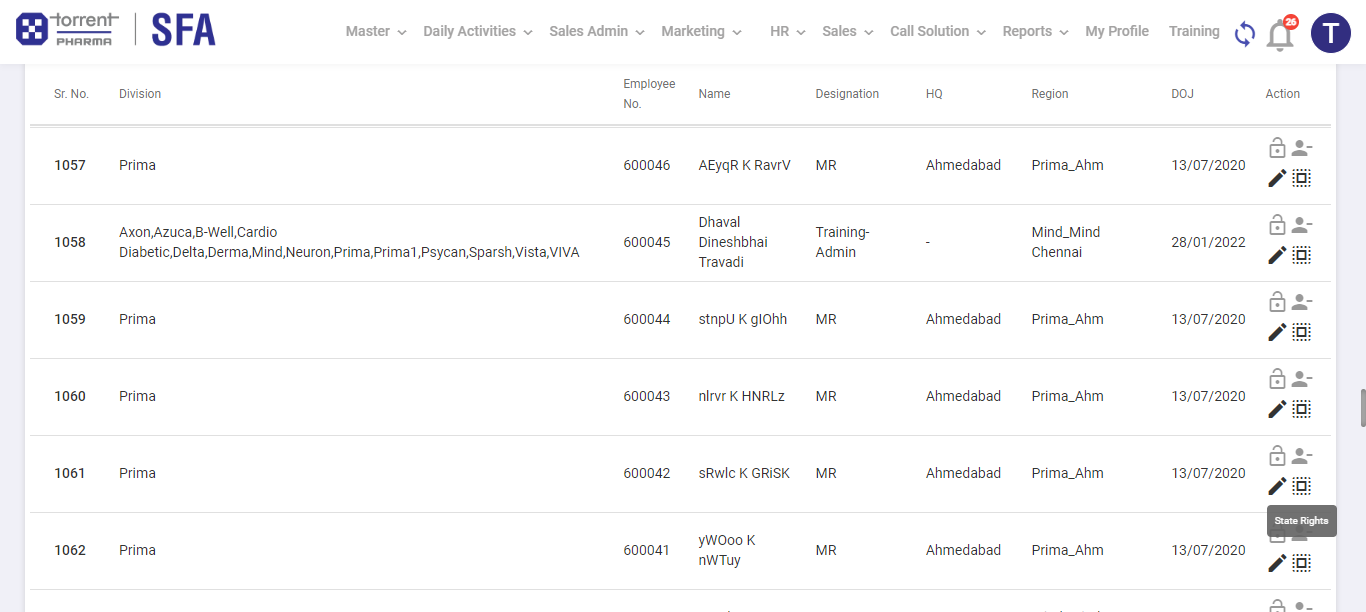 torrent
PHARMA
SFA
Master
Daily Activities
Sales Admin
Marketing
HR
Sales
Call Solution
Reports
My Profile
Training
26
T
Sr. No.
Division
Employee
No.
Name
Designation
HQ
Region
DOJ
Action
1057
Prima
600046
AEyqR K RavrV
MR
Ahmedabad
Prima_Ahm
13/07/2020
1058
Axon,Azuca,B-Well,Cardio
Diabetic,Delta,Derma,Mind,Neuron,Prima,Prima1,Psycan,Sparsh,Vista,VIVA
600045
Dhaval
Dineshbhai
Travadi
Training-
Admin
-
Mind_Mind
Chennai
28/01/2022
1059
Prima
600044
stnpU K gIOhh
MR
Ahmedabad
Prima_Ahm
13/07/2020
1060
Prima
600043
nlrvr K HNRLz
MR
Ahmedabad
Prima_Ahm
13/07/2020
1061
Prima
600042
sRwlc K GRiSK
MR
Ahmedabad
Prima_Ahm
13/07/2020
State Rights
1062
Prima
600041
yWOoo K
nWTuy
MR
Ahmedabad
Prima_Ahm
13/07/2020